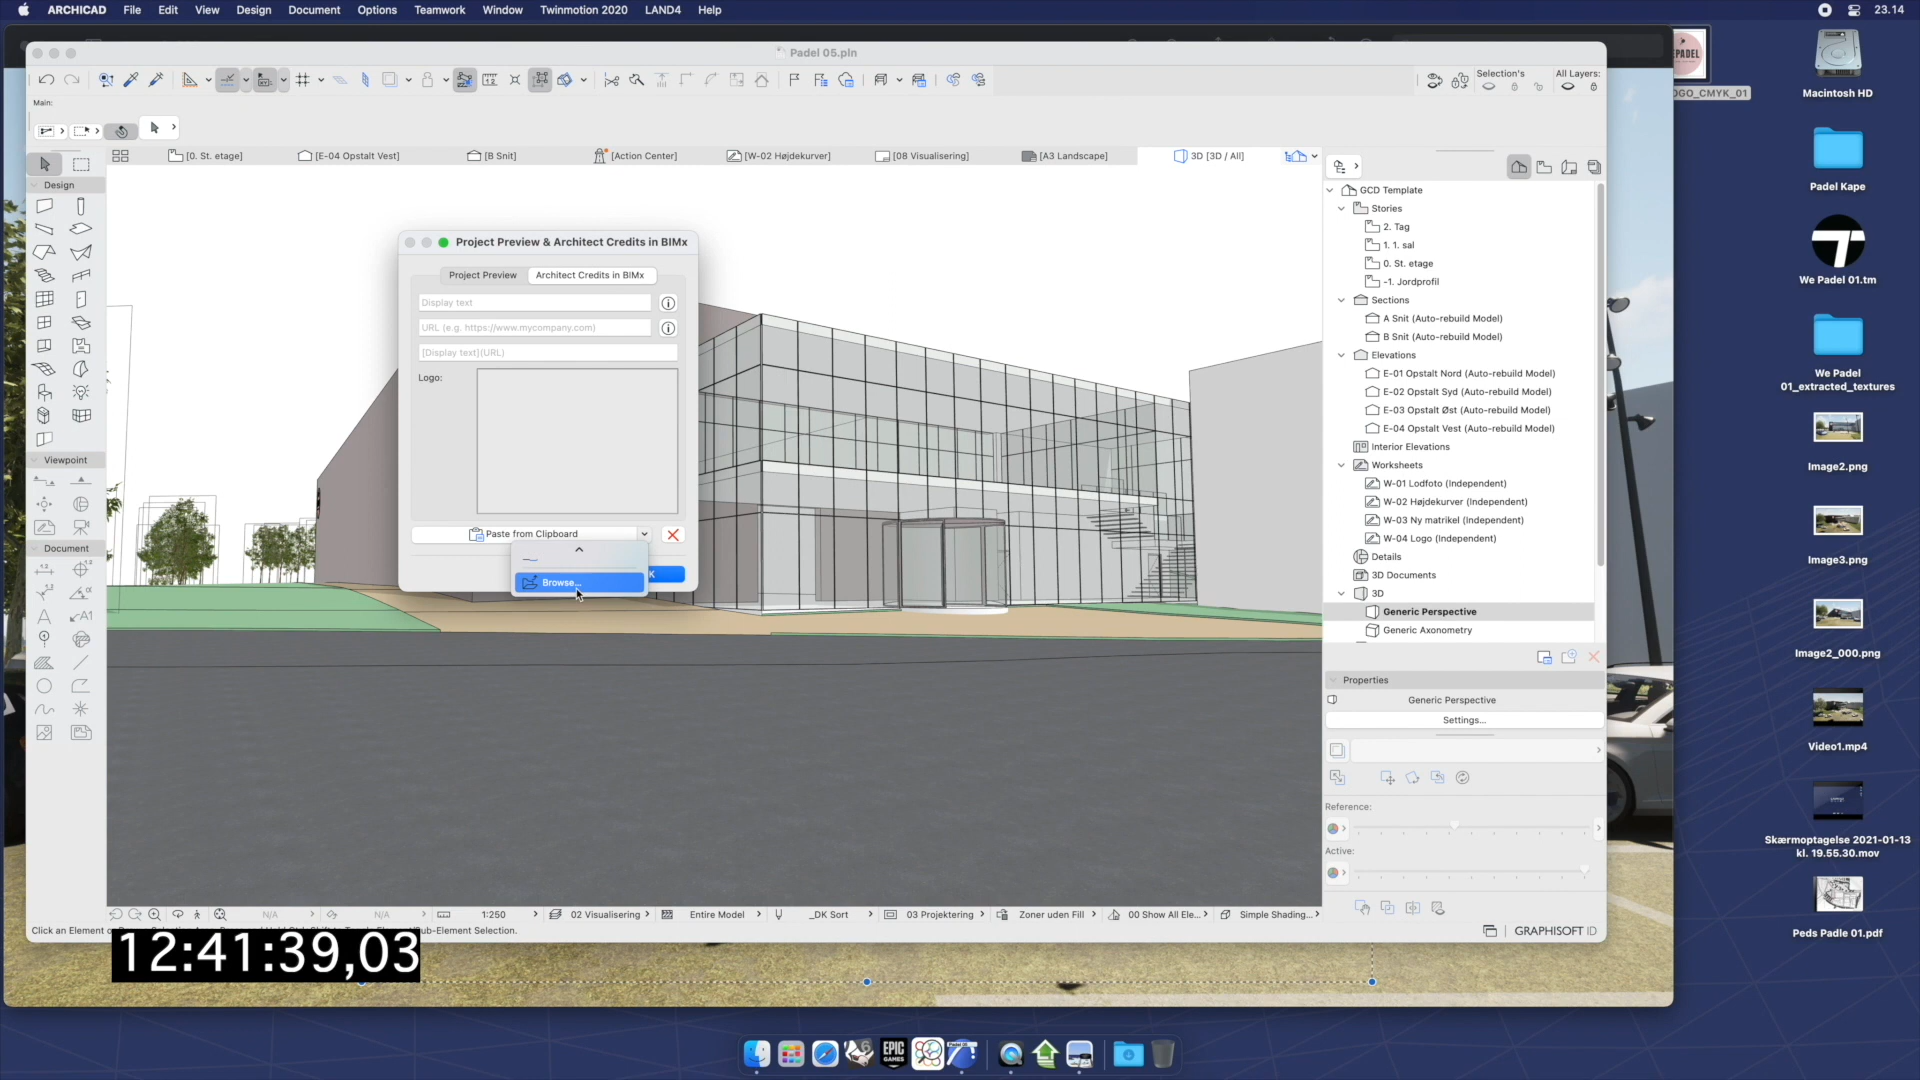 ARCHICAD File Edit View Design Document Options Teamwork Window Twinmotion 2020 LAND4 Help 23.14
Padel 05.pln
Selection's
All Layers:
Main:
[0. St. etage] [E-04 Opstalt Vest] [B Snit] [Action Center] [W-02 Højdekurver] [08 Visualisering] [A3 Landscape] 3D [3D / All]
Design
Viewpoint
Document
Project Preview & Architect Credits in BIMx
Project Preview
Architect Credits in BIMx
Display text
URL (e.g. https://www.mycompany.com)
[Display text](URL)
Logo:
Paste from Clipboard
Browse...
K
GCD Template
Stories
2. Tag
1. 1. sal
0. St. etage
-1. Jordprofil
Sections
A Snit (Auto-rebuild Model)
B Snit (Auto-rebuild Model)
Elevations
E-01 Opstalt Nord (Auto-rebuild Model)
E-02 Opstalt Syd (Auto-rebuild Model)
E-03 Opstalt Øst (Auto-rebuild Model)
E-04 Opstalt Vest (Auto-rebuild Model)
Interior Elevations
Worksheets
W-01 Lodfoto (Independent)
W-02 Højdekurver (Independent)
W-03 Ny matrikel (Independent)
W-04 Logo (Independent)
Details
3D Documents
3D
Generic Perspective
Generic Axonometry
Properties
Generic Perspective
Settings...
Reference:
Active:
N/A N/A 1:250 02 Visualisering Entire Model _DK Sort 03 Projektering Zoner uden Fill 00 Show All Ele... Simple Shading...
Click an Element o
Sub-Element Selection.
GRAPHISOFT ID
12:41:39,03
PADEL
OGO_CMYK_01
Macintosh HD
Padel Kape
We Padel 01.tm
We Padel
01_extracted_textures
Image2.png
Image3.png
Image2_000.png
Video1.mp4
Skærmoptagelse 2021-01-13
kl. 19.55.30.mov
Peds Padle 01.pdf
EPIC
GAMES